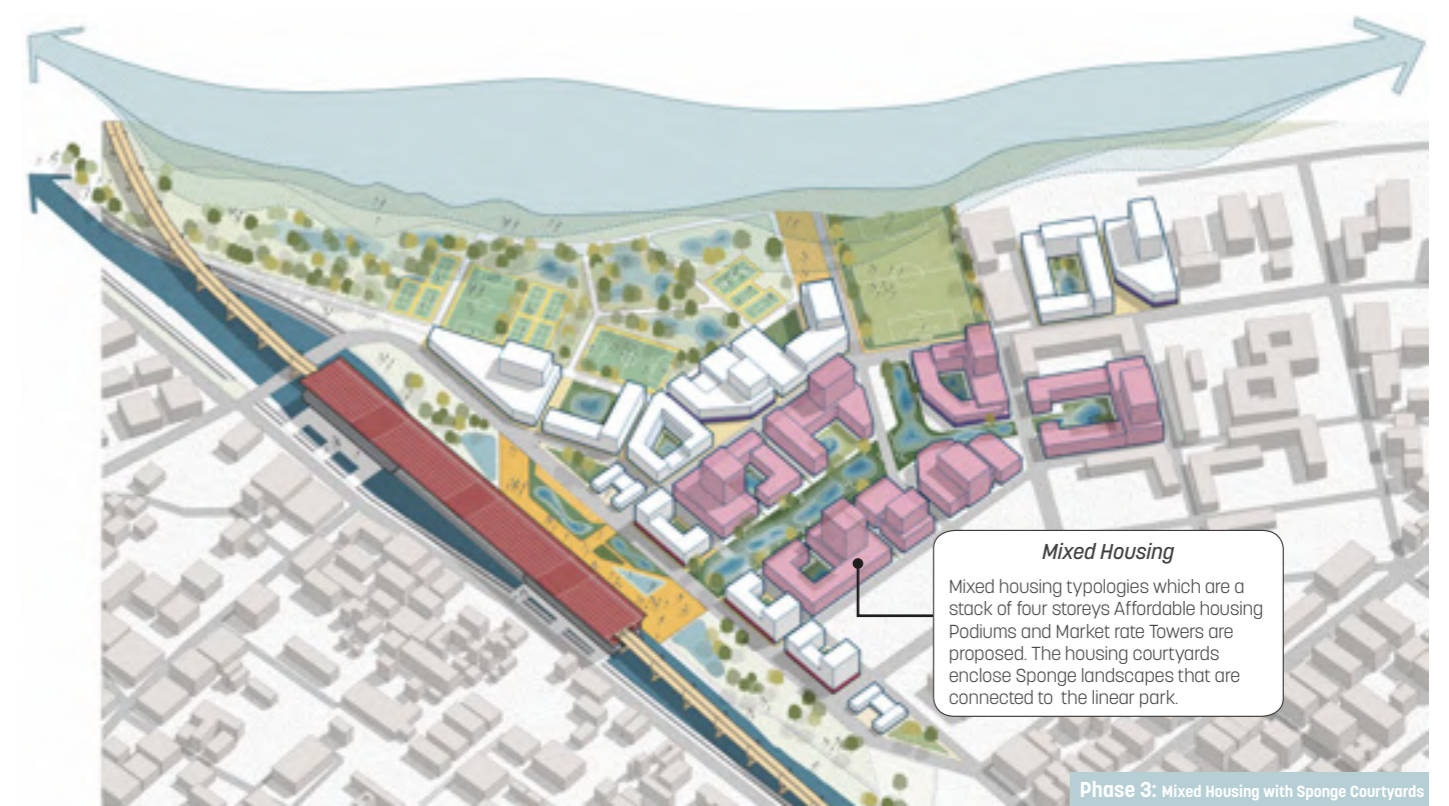 Mixed Housing
Mixed housing typologies which are a
stack of four storeys Affordable housing
Podiums and Market rate Towers are
proposed. The housing courtyards
enclose Sponge landscapes that are
connected to the linear park.
Phase 3: Mixed Housing with Sponge Courtyards